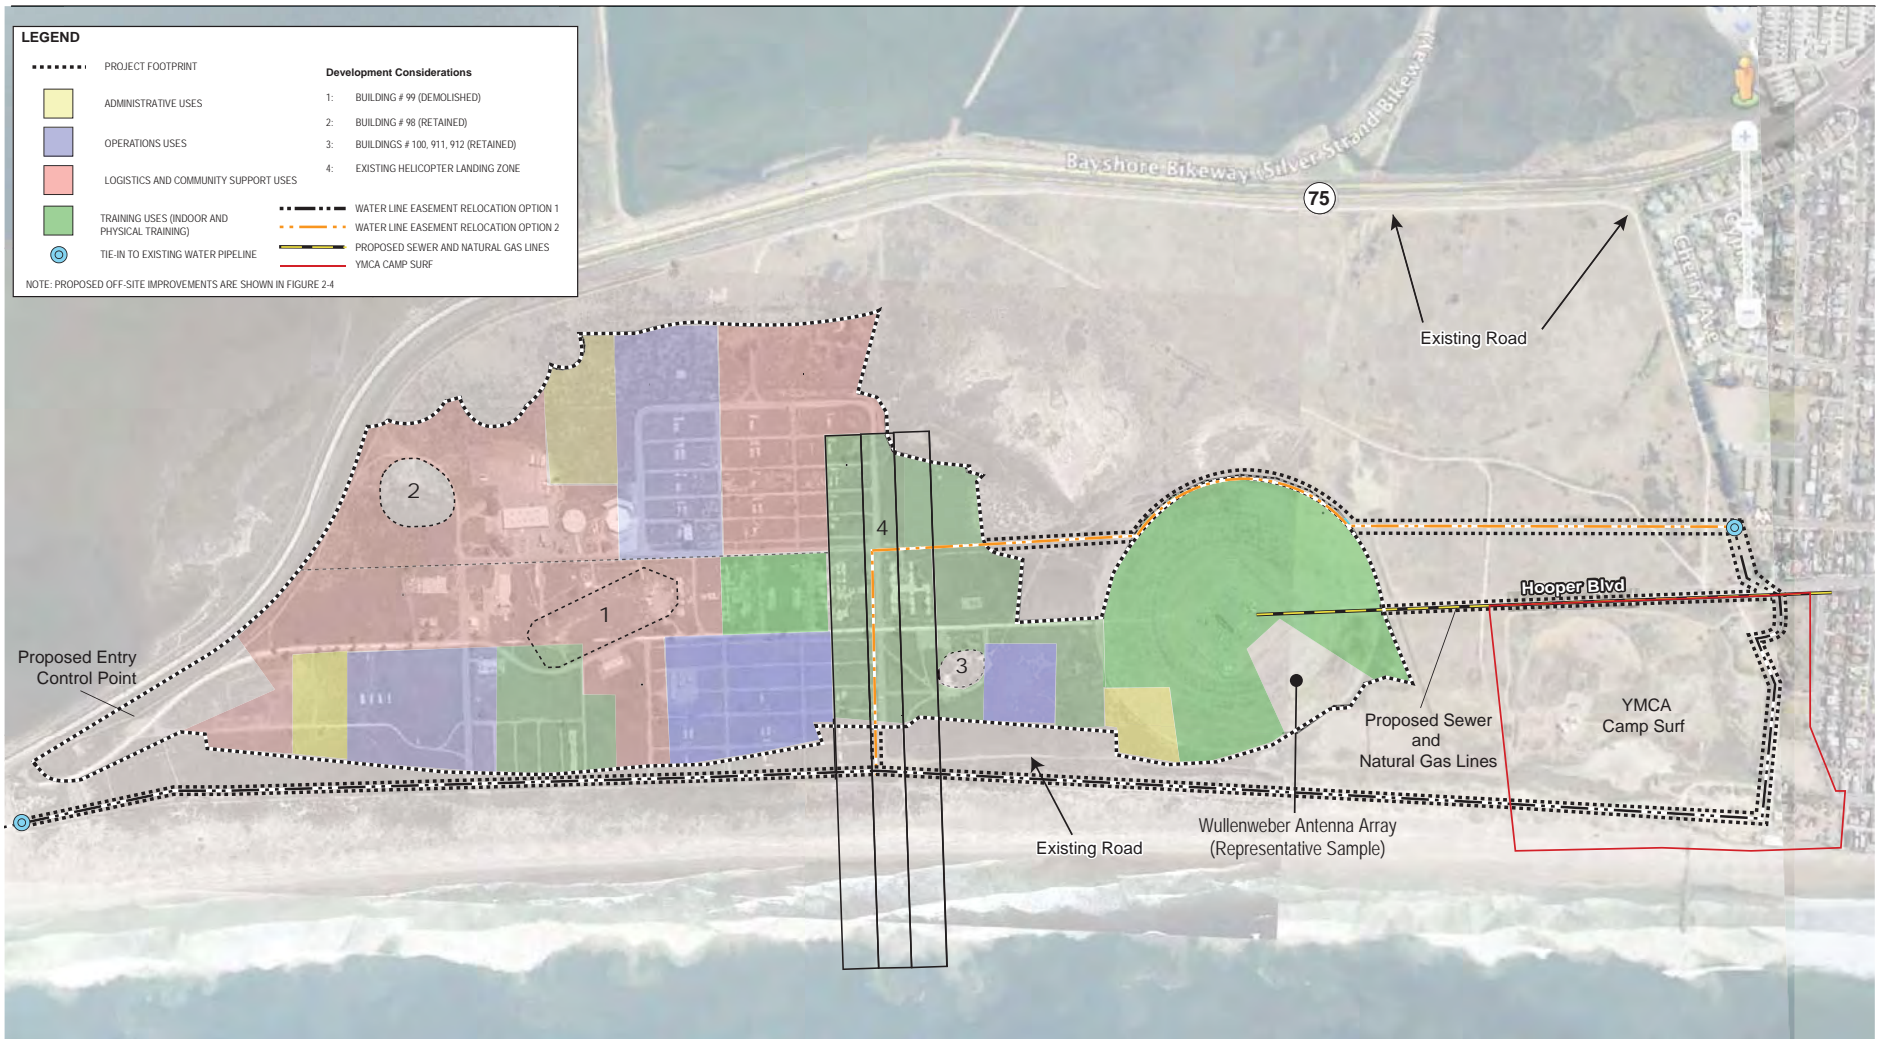 LEGEND
PROJECT FOOTPRINT
ADMINISTRATIVE USES
OPERATIONS USES
LOGISTICS AND COMMUNITY SUPPORT USES
TRAINING USES (INDOOR AND
PHYSICAL TRAINING)
TIE-IN TO EXISTING WATER PIPELINE
Development Considerations
1: BUILDING # 99 (DEMOLISHED)
2: BUILDING # 98 (RETAINED)
3: BUILDINGS # 100, 911, 912 (RETAINED)
4: EXISTING HELICOPTER LANDING ZONE
WATER LINE EASEMENT RELOCATION OPTION 1
WATER LINE EASEMENT RELOCATION OPTION 2
PROPOSED SEWER AND NATURAL GAS LINES
YMCA CAMP SURF
NOTE: PROPOSED OFF-SITE IMPROVEMENTS ARE SHOWN IN FIGURE 2-4
Bayshore Bikeway (Silver Strand Bikeway)
75
Existing Road
Cherry Ave
2
4
1
3
Hooper Blvd
Proposed Entry
Control Point
YMCA
Camp Surf
Proposed Sewer
and
Natural Gas Lines
Wullenweber Antenna Array
(Representative Sample)
Existing Road